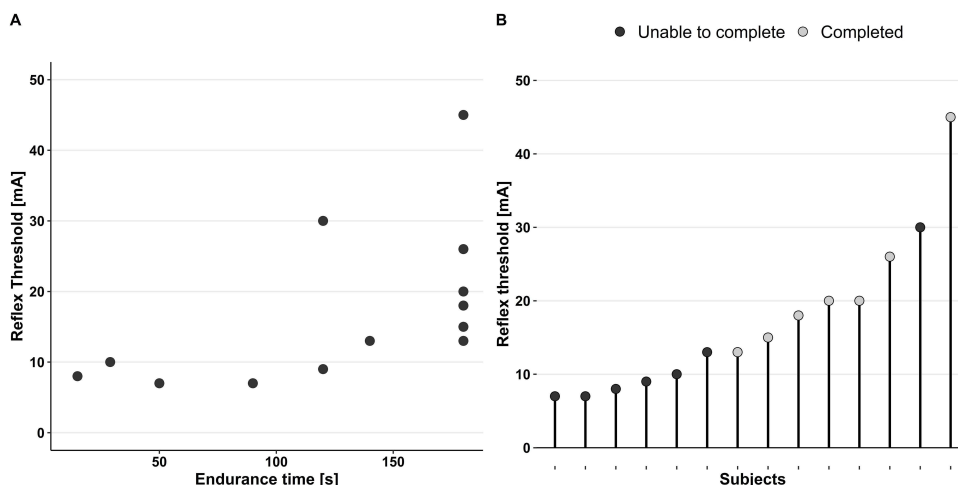 A
Reflex Threshold [mA]
50
40
30
20
10
0
50
100
150
Endurance time [s]
B
Unable to complete
Completed
Reflex threshold [mA]
50
40
30
20
10
0
Subjects